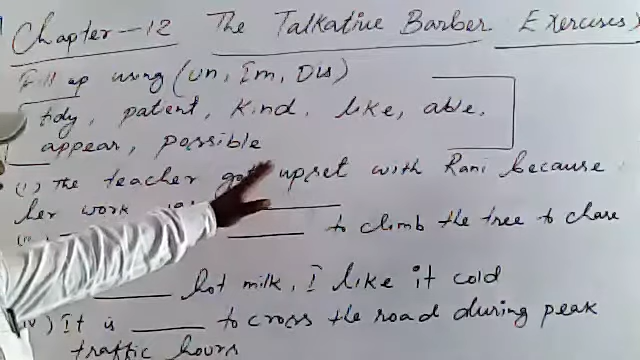 Chapter-12 The Talkative Barber Exercises
Fill up using (Un, Im, Dis)
tidy, patent, Kind, like, able,
appear, possible
(i) The teacher got upset with Rani because
her work
to climb the tree to chase
hot milk, I like it cold
iv) It is ______ to cross the road during peak
traffic hours